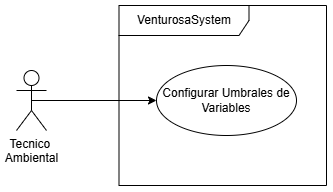 VenturosaSystem
Configurar Umbrales de
Variables
Tecnico
Ambiental